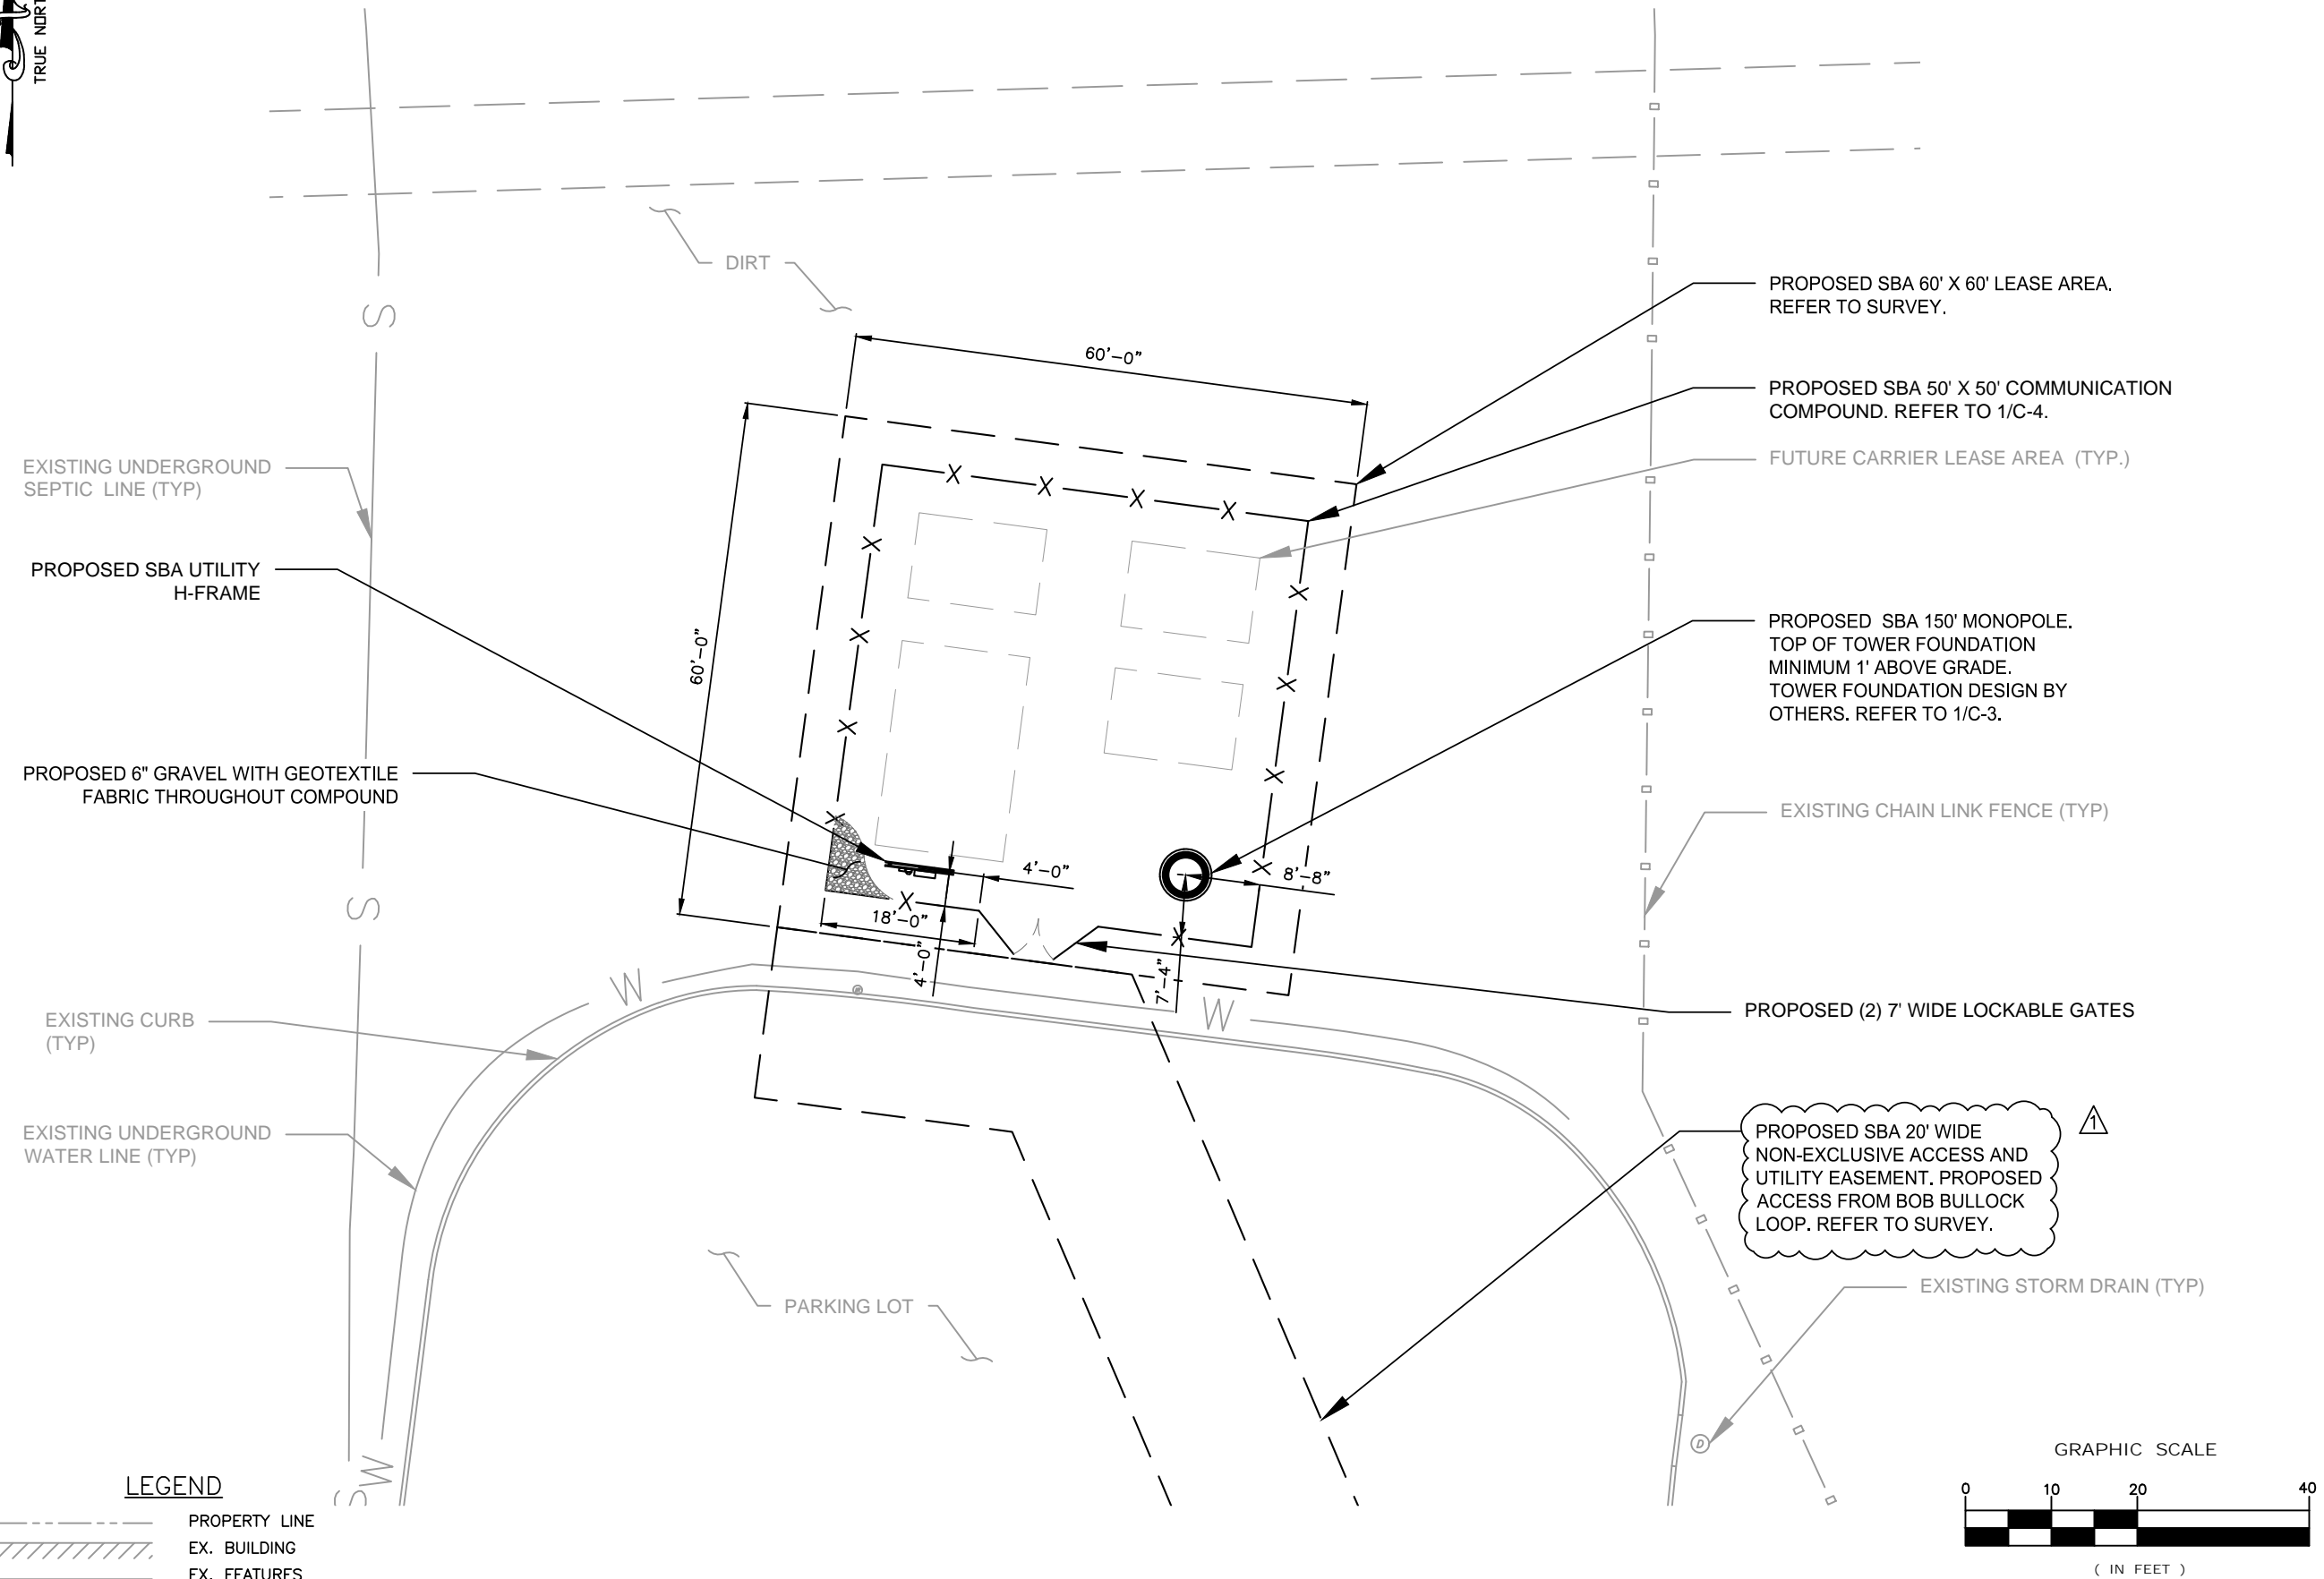 DIRT
60'-0"
PROPOSED SBA 60' X 60' LEASE AREA.
REFER TO SURVEY.
PROPOSED SBA 50' X 50' COMMUNICATION
COMPOUND. REFER TO 1/C-4.
FUTURE CARRIER LEASE AREA (TYP.)
S
EXISTING UNDERGROUND
SEPTIC LINE (TYP)
PROPOSED SBA UTILITY
H-FRAME
60'-0"
PROPOSED SBA 150' MONOPOLE.
TOP OF TOWER FOUNDATION
MINIMUM 1' ABOVE GRADE.
TOWER FOUNDATION DESIGN BY
OTHERS. REFER TO 1/C-3.
PROPOSED 6" GRAVEL WITH GEOTEXTILE
FABRIC THROUGHOUT COMPOUND
EXISTING CHAIN LINK FENCE (TYP)
4'-0"
8'-8"
S
18'-0"
4'-0"
7'-4"
W
W
PROPOSED (2) 7' WIDE LOCKABLE GATES
EXISTING CURB
(TYP)
EXISTING UNDERGROUND
WATER LINE (TYP)
PROPOSED SBA 20' WIDE
NON-EXCLUSIVE ACCESS AND
UTILITY EASEMENT. PROPOSED
ACCESS FROM BOB BULLOCK
LOOP. REFER TO SURVEY.
1
EXISTING STORM DRAIN (TYP)
PARKING LOT
D
W
S
GRAPHIC SCALE
0 10 20 40
( IN FEET )
LEGEND
PROPERTY LINE
EX. BUILDING
EX. FEATURES